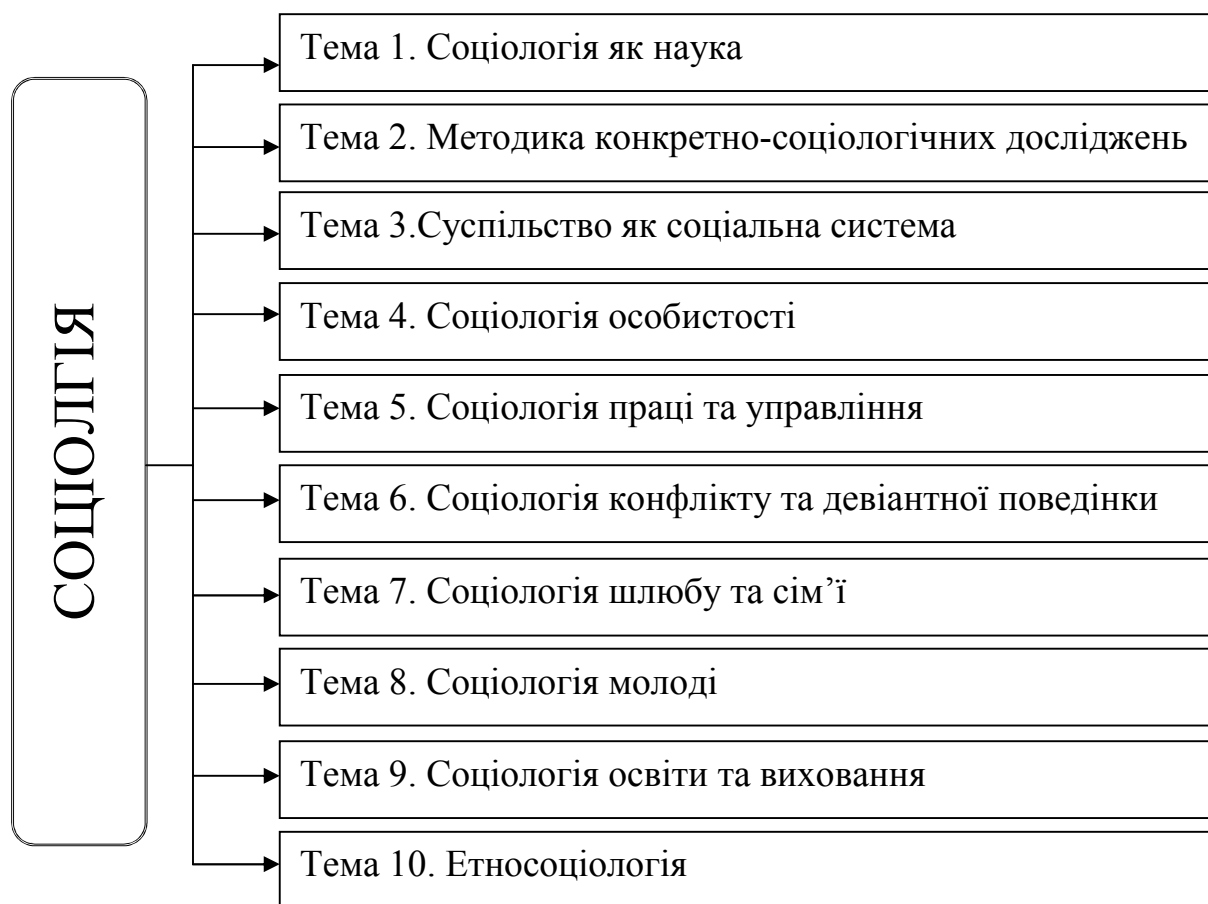 СОЦІОЛГІЯ
Тема 1. Соціологія як наука
Тема 2. Методика конкретно-соціологічних досліджень
Тема 3.Суспільство як соціальна система
Тема 4. Соціологія особистості
Тема 5. Соціологія праці та управління
Тема 6. Соціологія конфлікту та девіантної поведінки
Тема 7. Соціологія шлюбу та сім’ї
Тема 8. Соціологія молоді
Тема 9. Соціологія освіти та виховання
Тема 10. Етносоціологія